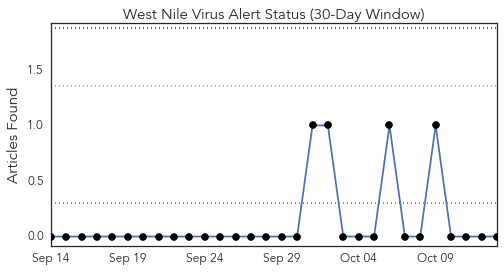 West Nile Virus Alert Status (30-Day Window)
Articles Found
1.5
1.0
0.5
0.0
Sep 14 Sep 19 Sep 24 Sep 29 Oct 04 Oct 09